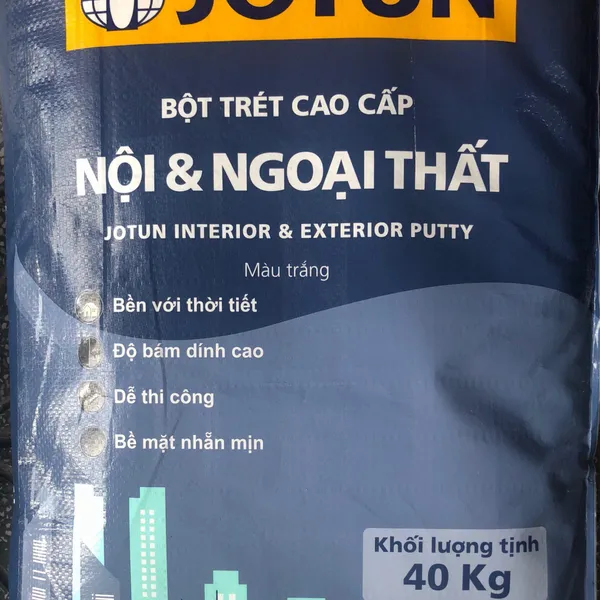 JOTUN
BỘT TRÉT CAO CẤP
NỘI & NGOẠI THẤT
JOTUN INTERIOR & EXTERIOR PUTTY
Màu trắng
Bền với thời tiết
Độ bám dính cao
Dễ thi công
Bề mặt nhẵn mịn
Khối lượng tịnh
40 Kg